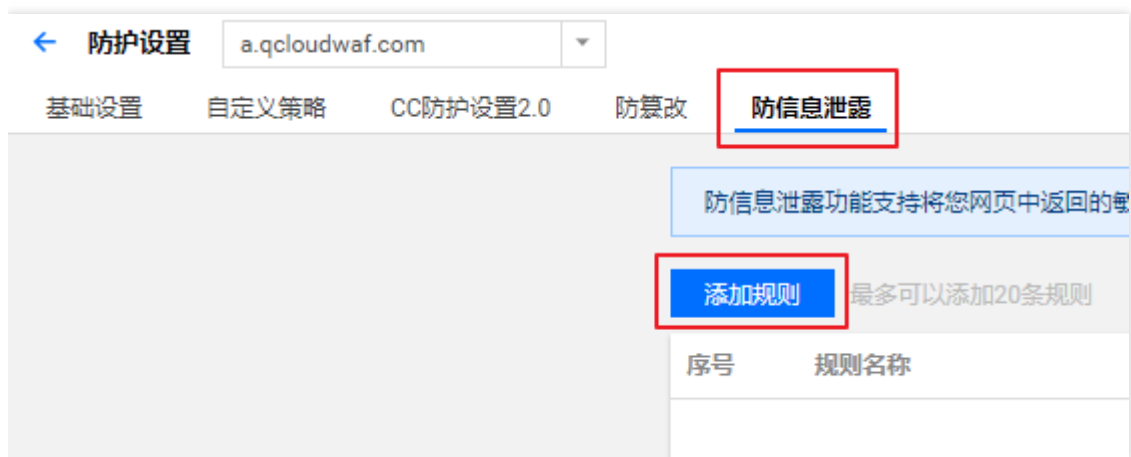 防护设置 a.qcloudwaf.com
基础设置 自定义策略 CC防护设置2.0 防篡改 防信息泄露
防信息泄露功能支持将您网页中返回的敏
添加规则 最多可以添加20条规则
序号 规则名称